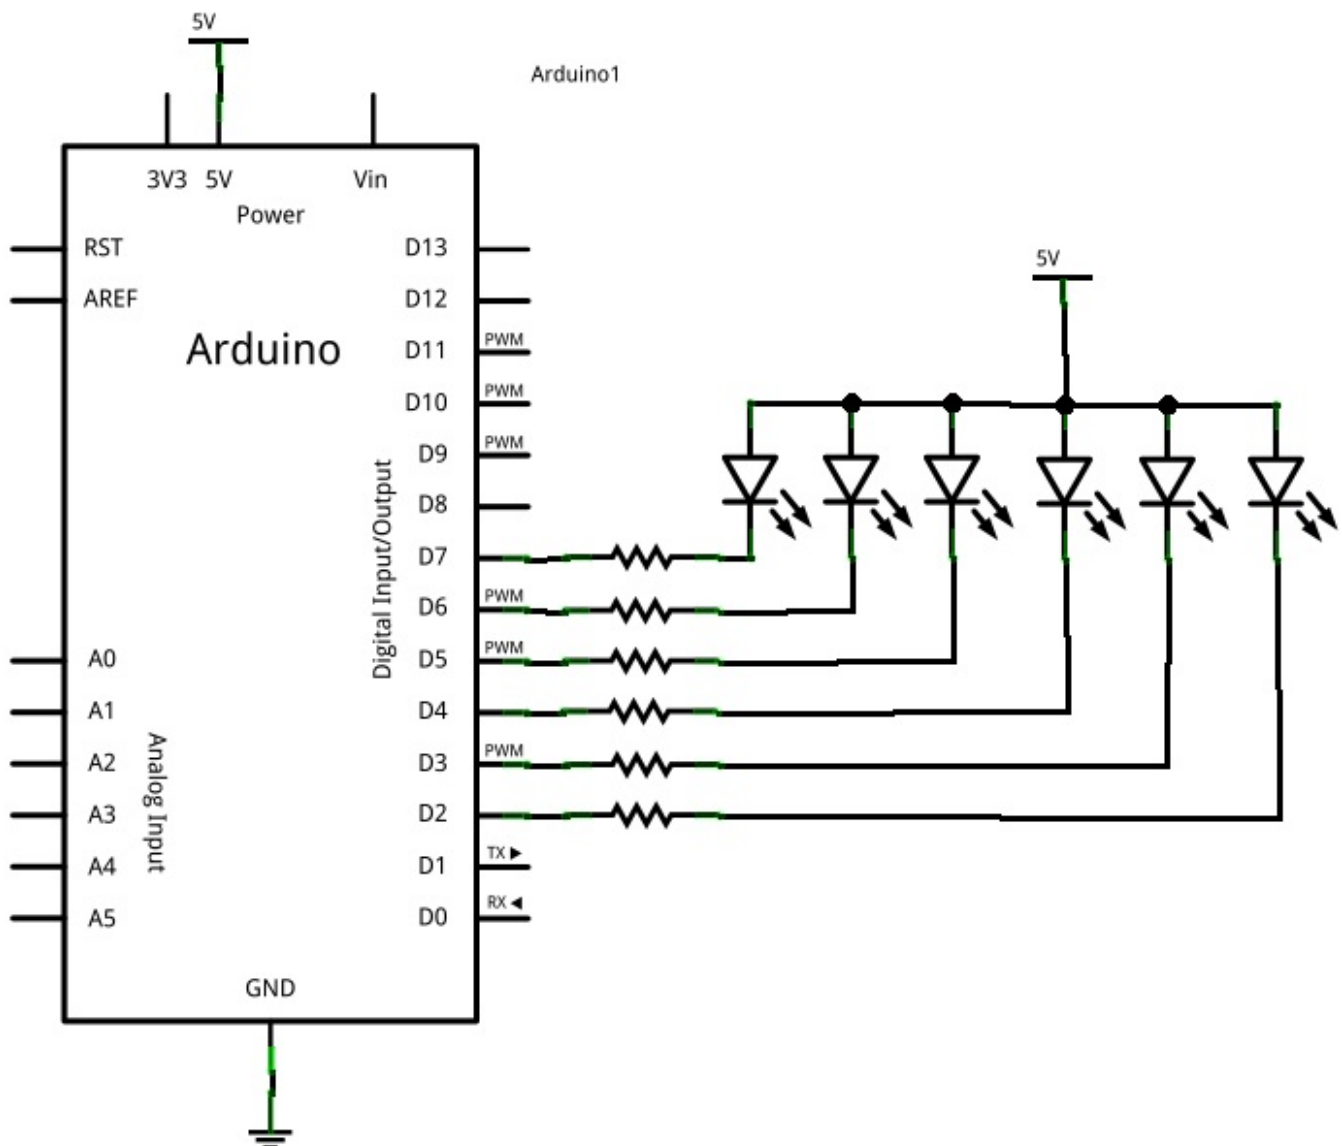 5V
Arduino1
3V3 5V Vin
Power
RST
AREF
Arduino
D13
D12
D11 PWM
D10 PWM
D9 PWM
D8
D7
D6 PWM
D5 PWM
D4
D3 PWM
D2
D1 TX
D0 RX
Digital Input/Output
A0
A1
A2
A3
A4
A5
Analog Input
GND
5V